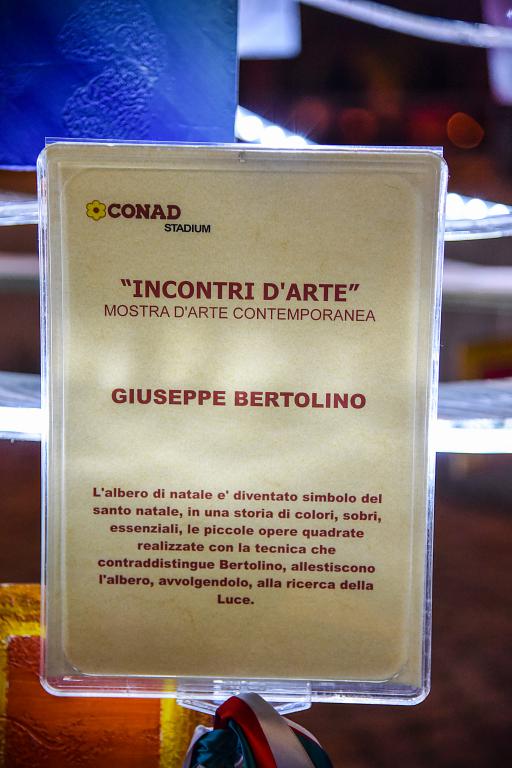 CONAD
STADIUM
“INCONTRI D'ARTE”
MOSTRA D'ARTE CONTEMPORANEA
GIUSEPPE BERTOLINO
L'albero di natale e' diventato simbolo del
santo natale, in una storia di colori, sobri,
essenziali, le piccole opere quadrate
realizzate con la tecnica che
contraddistingue Bertolino, allestiscono
l'albero, avvolgendolo, alla ricerca della
Luce.